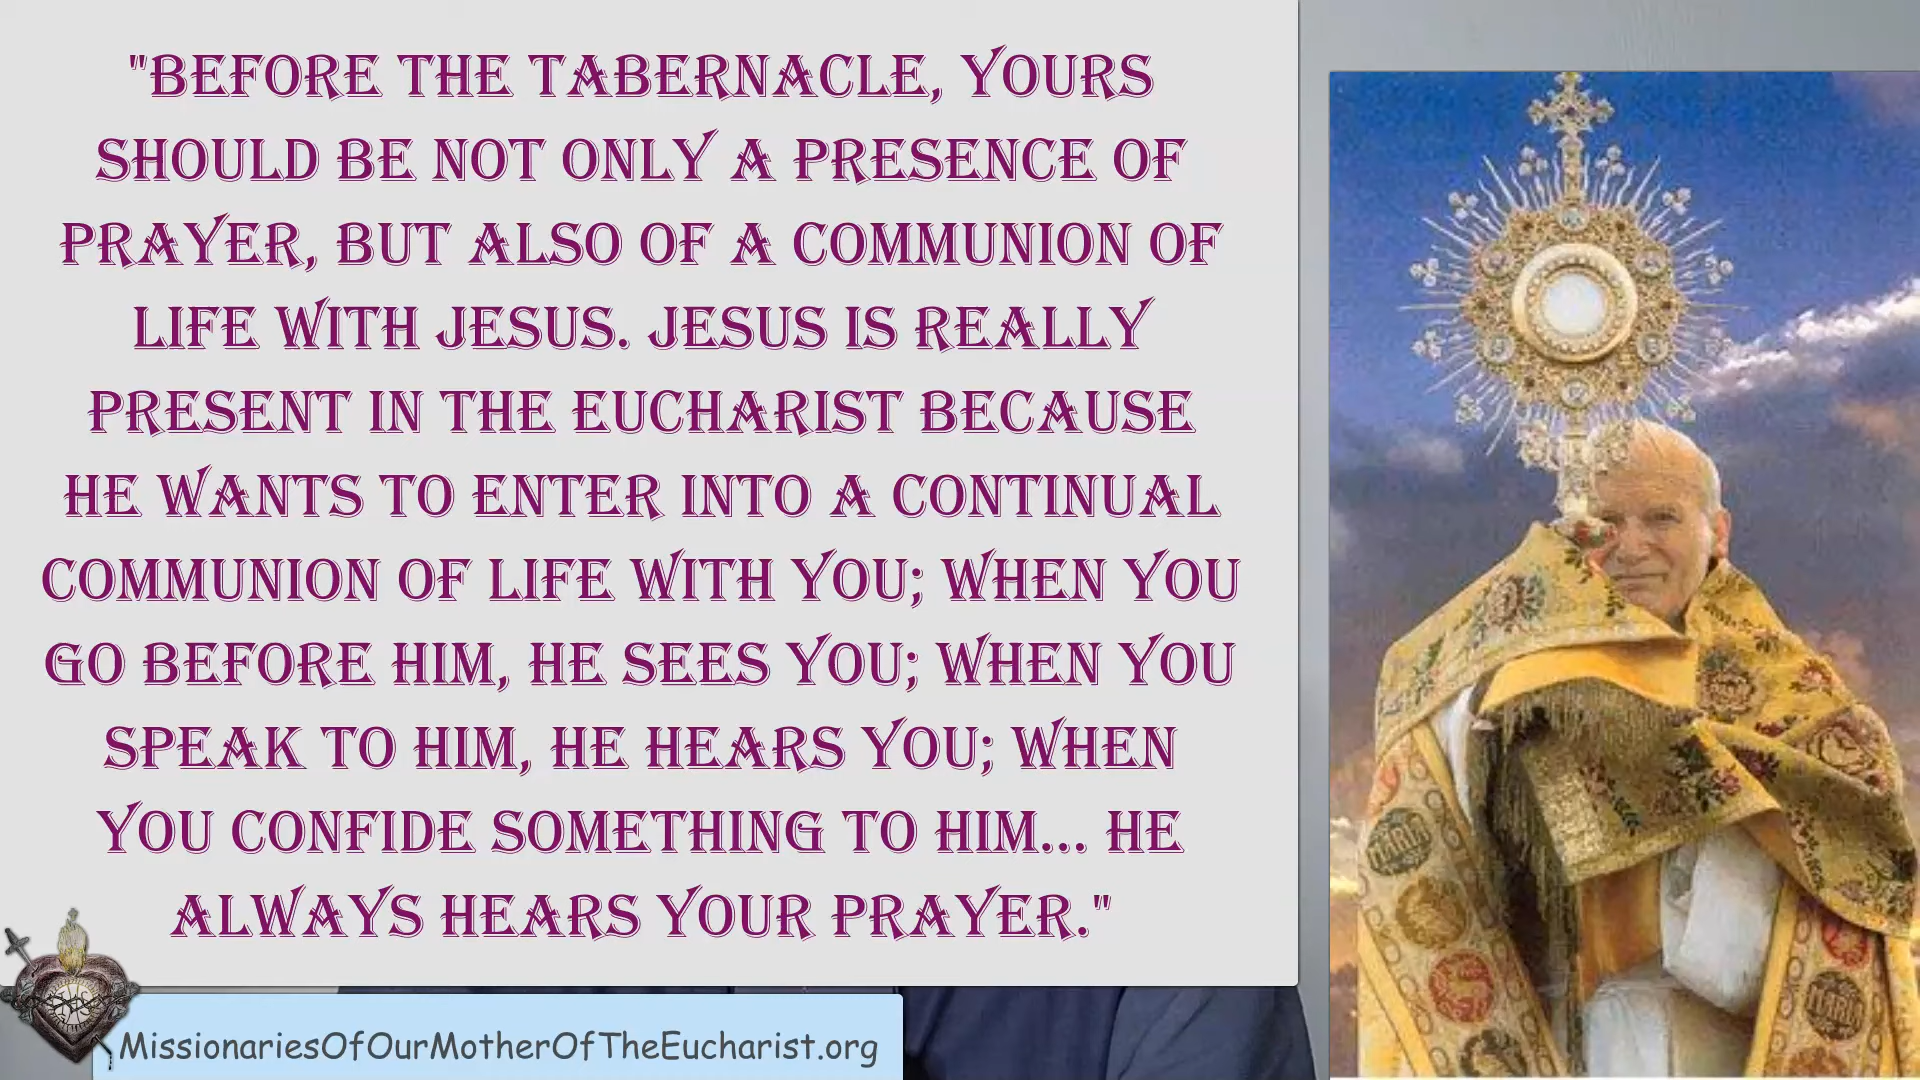 "BEFORE THE TABERNACLE, YOURS
SHOULD BE NOT ONLY A PRESENCE OF
PRAYER, BUT ALSO OF A COMMUNION OF
LIFE WITH JESUS. JESUS IS REALLY
PRESENT IN THE EUCHARIST BECAUSE
HE WANTS TO ENTER INTO A CONTINUAL
COMMUNION OF LIFE WITH YOU; WHEN YOU
GO BEFORE HIM, HE SEES YOU; WHEN YOU
SPEAK TO HIM, HE HEARS YOU; WHEN
YOU CONFIDE SOMETHING TO HIM... HE
ALWAYS HEARS YOUR PRAYER."
MissionariesOfOurMotherOfTheEucharist.org
MARIA
MARIA